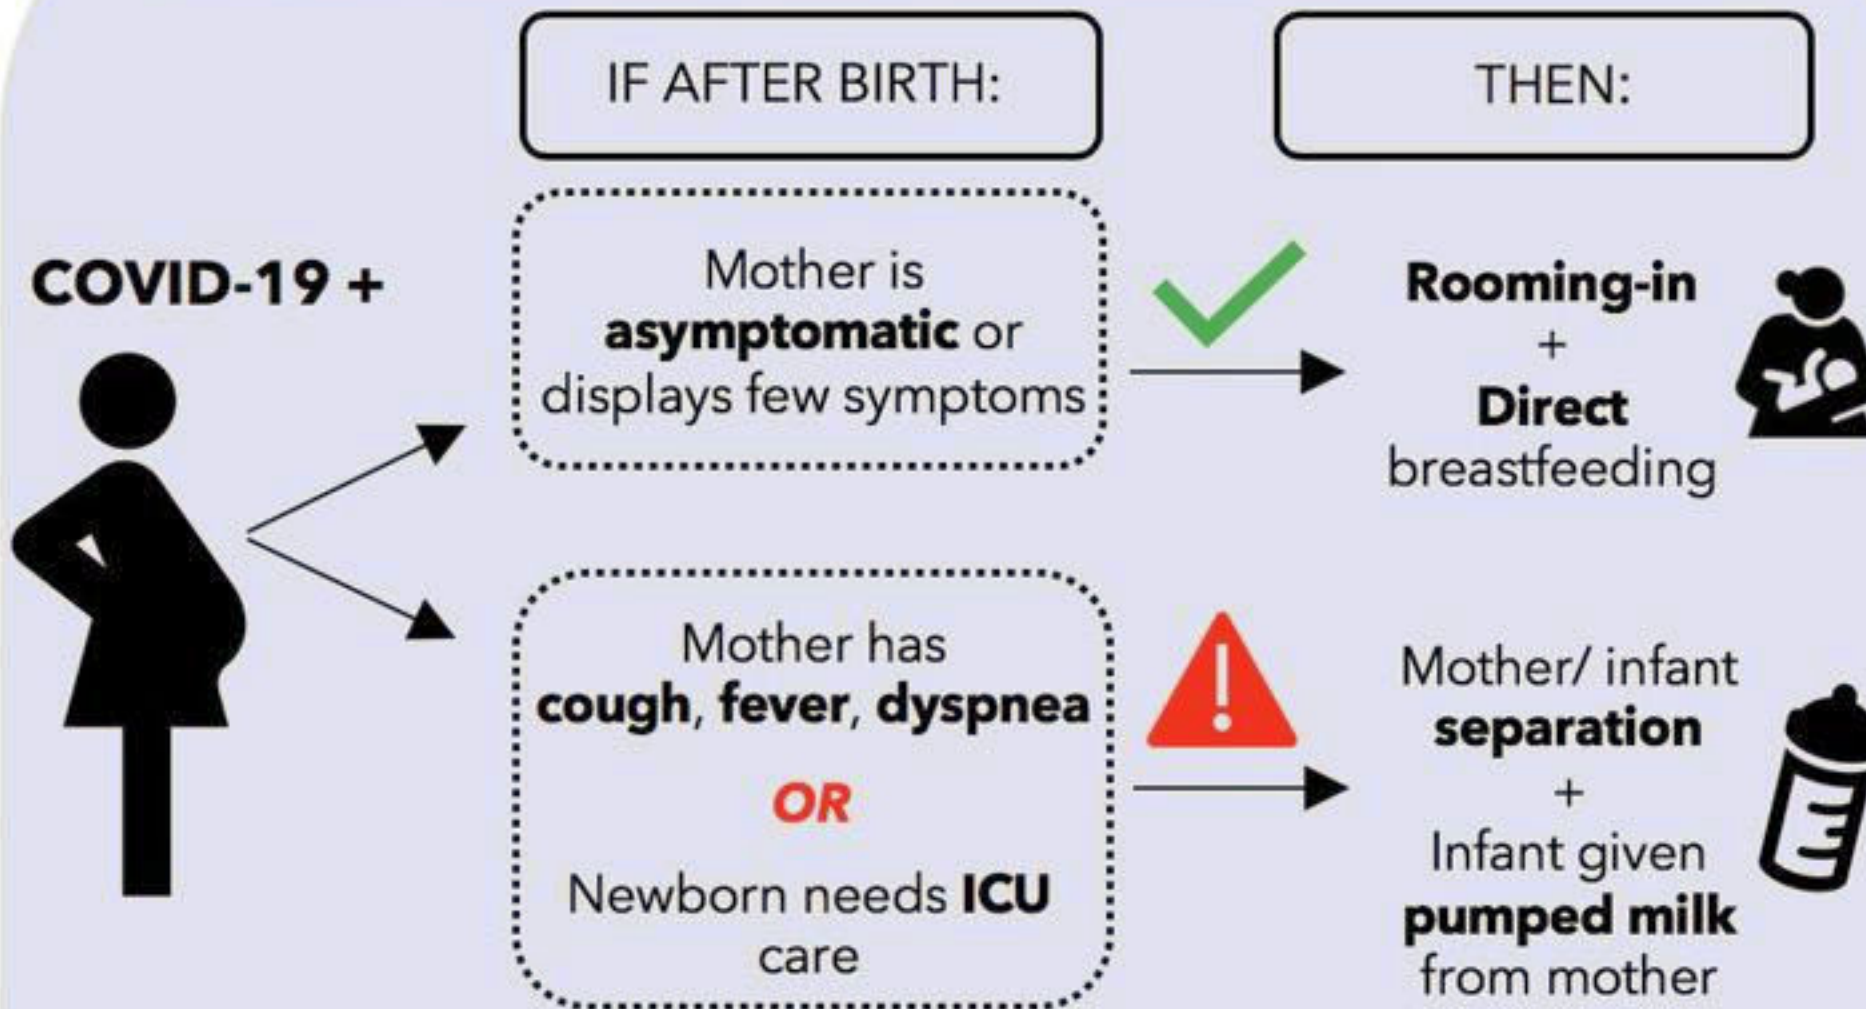 IF AFTER BIRTH:
THEN:
COVID-19 +
Mother is
asymptomatic or
displays few symptoms
Rooming-in
+
Direct
breastfeeding
Mother has
cough, fever, dyspnea
OR
Newborn needs ICU
care
Mother/ infant
separation
+
Infant given
pumped milk
from mother